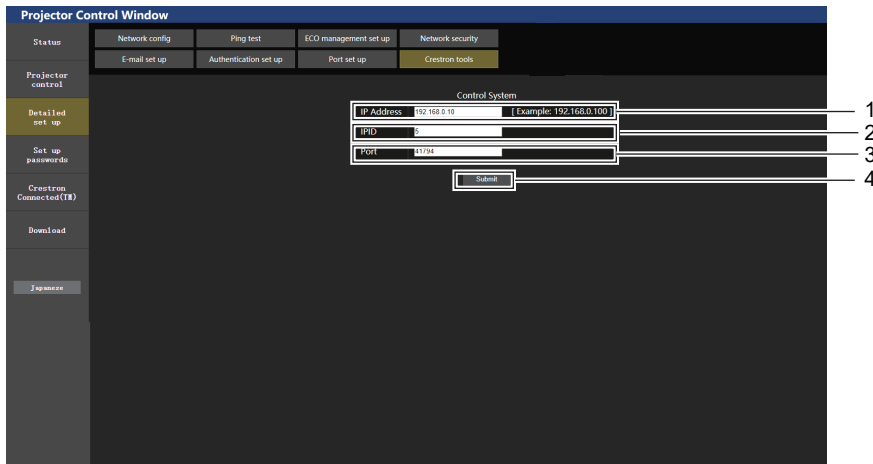 Projector Control Window
Status
Network config
Ping test
ECO management set up
Network security
E-mail set up
Authentication set up
Port set up
Crestron tools
Projector
control
Detailed
set up
Set up
passwords
Crestron
Connected(TM)
Download
Japanese
Control System
IP Address 192.168.0.10 [ Example: 192.168.0.100 ] 1
IPID 5 2
Port 41794 3
Submit 4